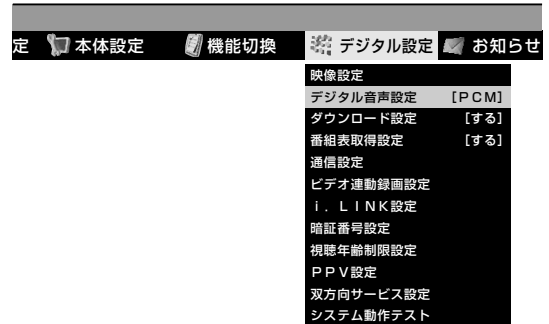 定 本体設定 機能切換 デジタル設定 お知らせ
映像設定
デジタル音声設定 [PCM]
ダウンロード設定 [する]
番組表取得設定 [する]
通信設定
ビデオ連動録画設定
ｉ．ＬＩＮＫ設定
暗証番号設定
視聴年齢制限設定
ＰＰＶ設定
双方向サービス設定
システム動作テスト